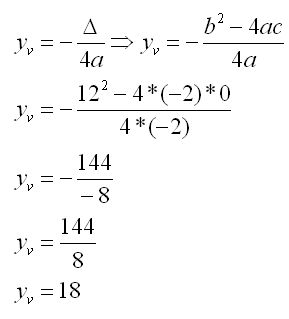 y_v = −Δ/4a ⇒ y_v = −(b² − 4ac)/4a
y_v = −(12² − 4*(−2)*0)/(4*(−2))
y_v = −144/−8
y_v = 144/8
y_v = 18